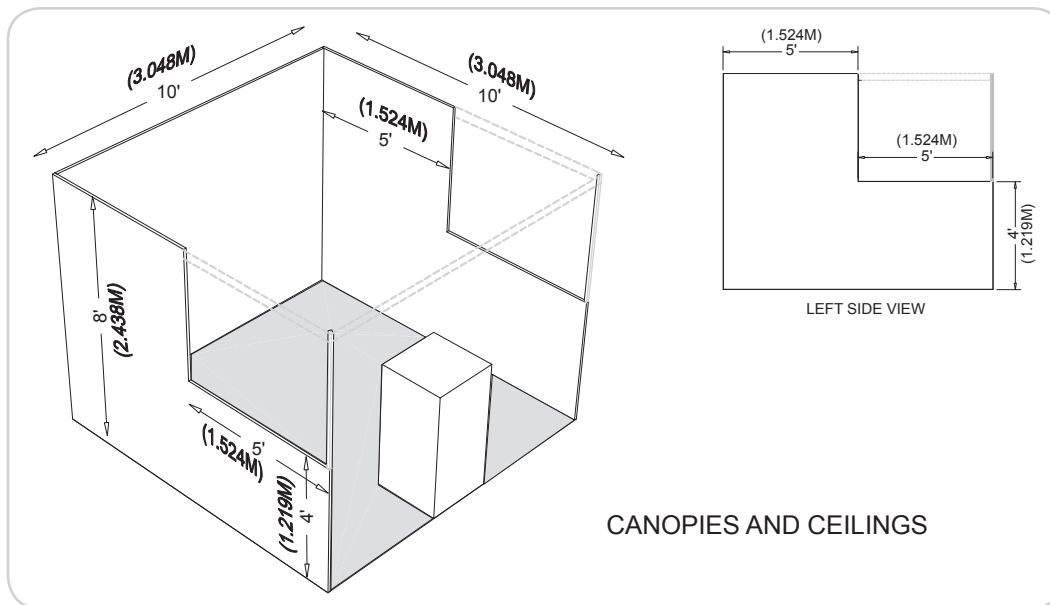 (3.048M)
10'
(3.048M)
10'
(1.524M)
5'
8'
(2.438M)
5'
(1.524M)
4'
(1.219M)
(1.524M)
5'
(1.524M)
5'
4'
(1.219M)
LEFT SIDE VIEW
CANOPIES AND CEILINGS